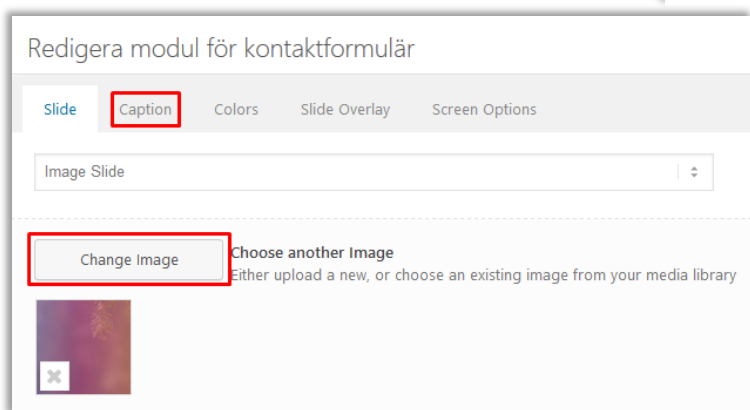 Redigera modul för kontaktformulär
Slide Caption Colors Slide Overlay Screen Options
Image Slide
Change Image Choose another Image
Either upload a new, or choose an existing image from your media library